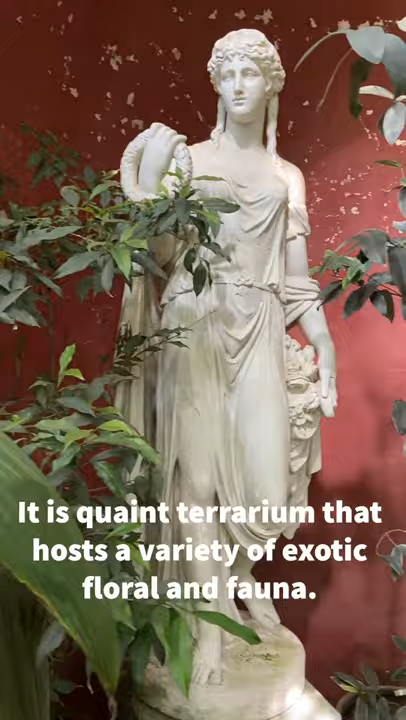 It is quaint terrarium that
hosts a variety of exotic
floral and fauna.